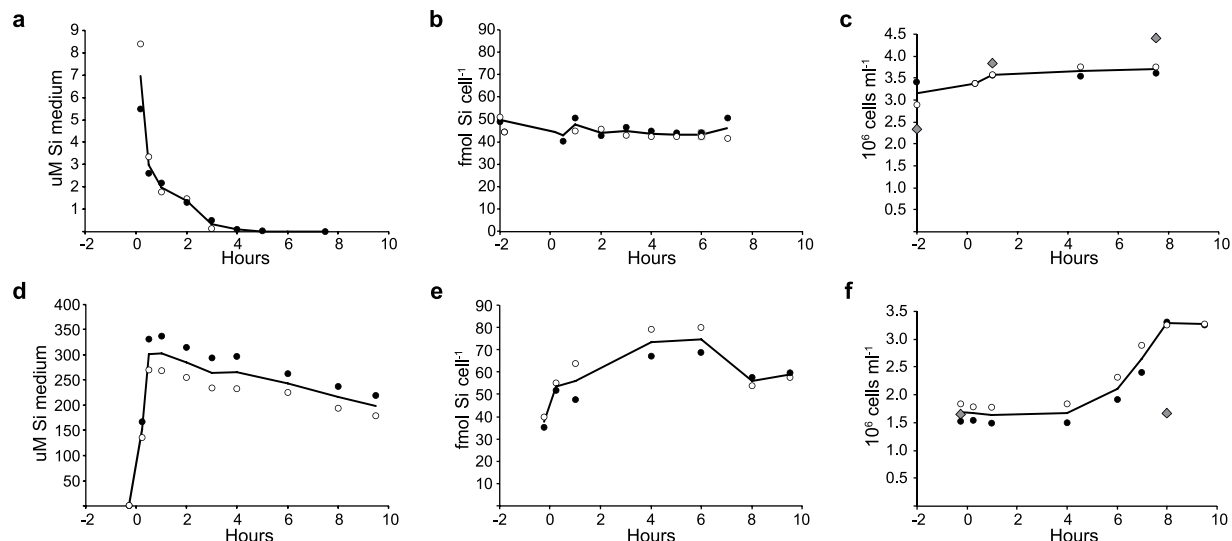 a
uM Si medium
9
8
7
6
5
4
3
2
1
-2 0 2 4 6 8 10
Hours
b
fmol Si cell-1
90
80
70
60
50
40
30
20
10
0
-2 0 2 4 6 8 10
Hours
c
10⁶ cells ml-1
4.5
4.0
3.5
3.0
2.5
2.0
1.5
1.0
0.5
-2 0 2 4 6 8 10
Hours
d
uM Si medium
400
350
300
250
200
150
100
50
-2 0 2 4 6 8 10
Hours
e
fmol Si cell-1
90
80
70
60
50
40
30
20
10
-2 0 2 4 6 8 10
Hours
f
10⁶ cells ml-1
3.5
3.0
2.5
2.0
1.5
1.0
0.5
-2 0 2 4 6 8 10
Hours